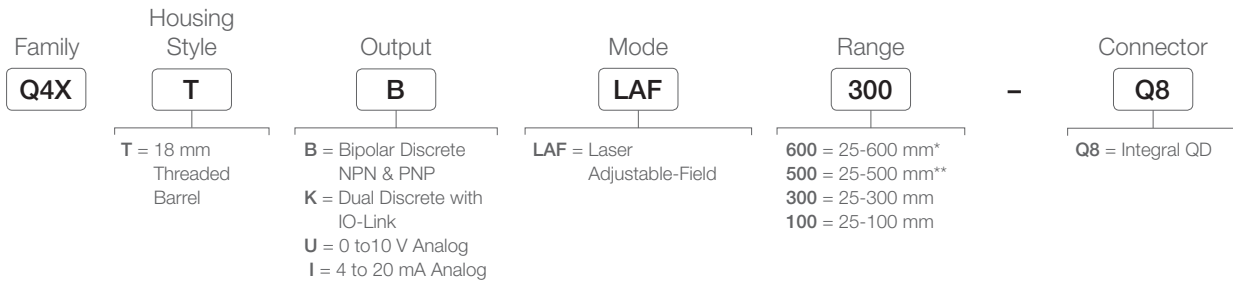 Family
Housing
Style
Output
Mode
Range
Connector
Q4X
T
B
LAF
300
–
Q8
T = 18 mm
Threaded
Barrel
B = Bipolar Discrete
NPN & PNP
K = Dual Discrete with
IO-Link
U = 0 to10 V Analog
I = 4 to 20 mA Analog
LAF = Laser
Adjustable-Field
600 = 25-600 mm*
500 = 25-500 mm**
300 = 25-300 mm
100 = 25-100 mm
Q8 = Integral QD